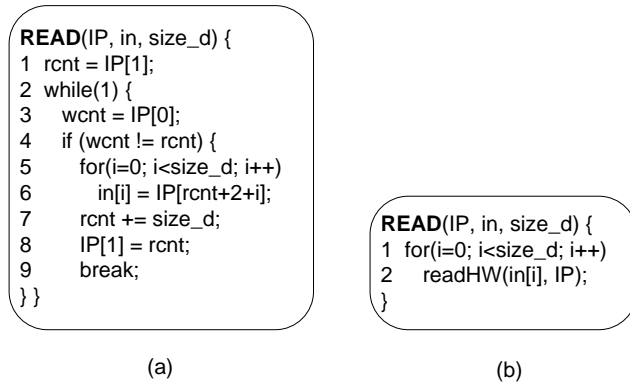 READ(IP, in, size_d) {
1 rcnt = IP[1];
2 while(1) {
3 wcnt = IP[0];
4 if (wcnt != rcnt) {
5 for(i=0; i<size_d; i++)
6 in[i] = IP[rcnt+2+i];
7 rcnt += size_d;
8 IP[1] = rcnt;
9 break;
} }
(a)
READ(IP, in, size_d) {
1 for(i=0; i<size_d; i++)
2 readHW(in[i], IP);
}
(b)